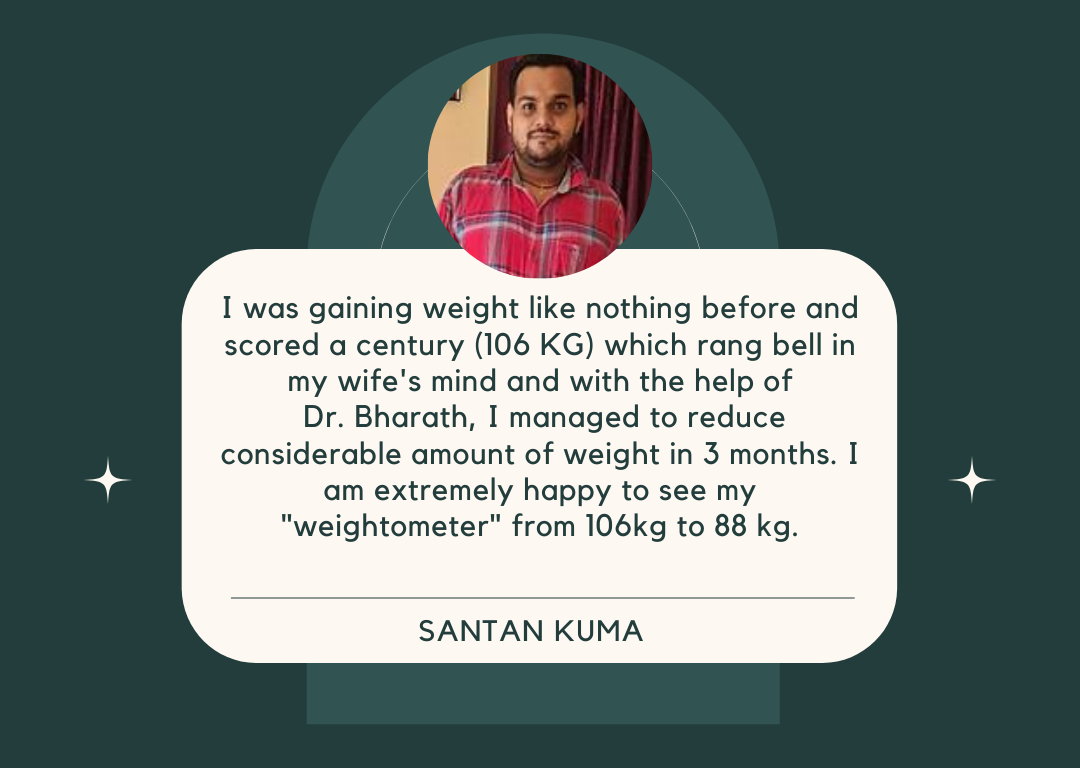 I was gaining weight like nothing before and
scored a century (106 KG) which rang bell in
my wife's mind and with the help of
Dr. Bharath, I managed to reduce
considerable amount of weight in 3 months. I
am extremely happy to see my
"weightometer" from 106kg to 88 kg.
SANTAN KUMA